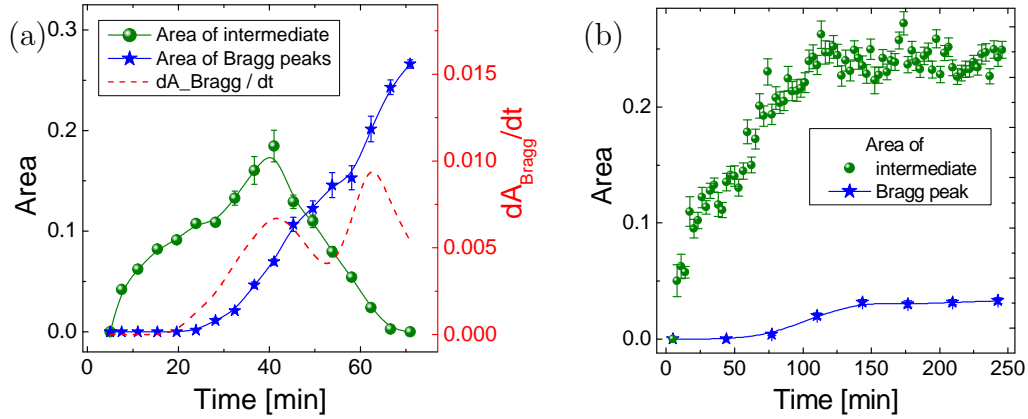 (a)
Area of intermediate
Area of Bragg peaks
dA_Bragg / dt
0.3
0.2
0.1
0.0
Area
0.015
0.010
0.005
0.000
dA_Bragg/dt
0 20 40 60
Time [min]
(b)
0.2
0.1
0.0
Area
Area of
intermediate
Bragg peak
0 50 100 150 200 250
Time [min]